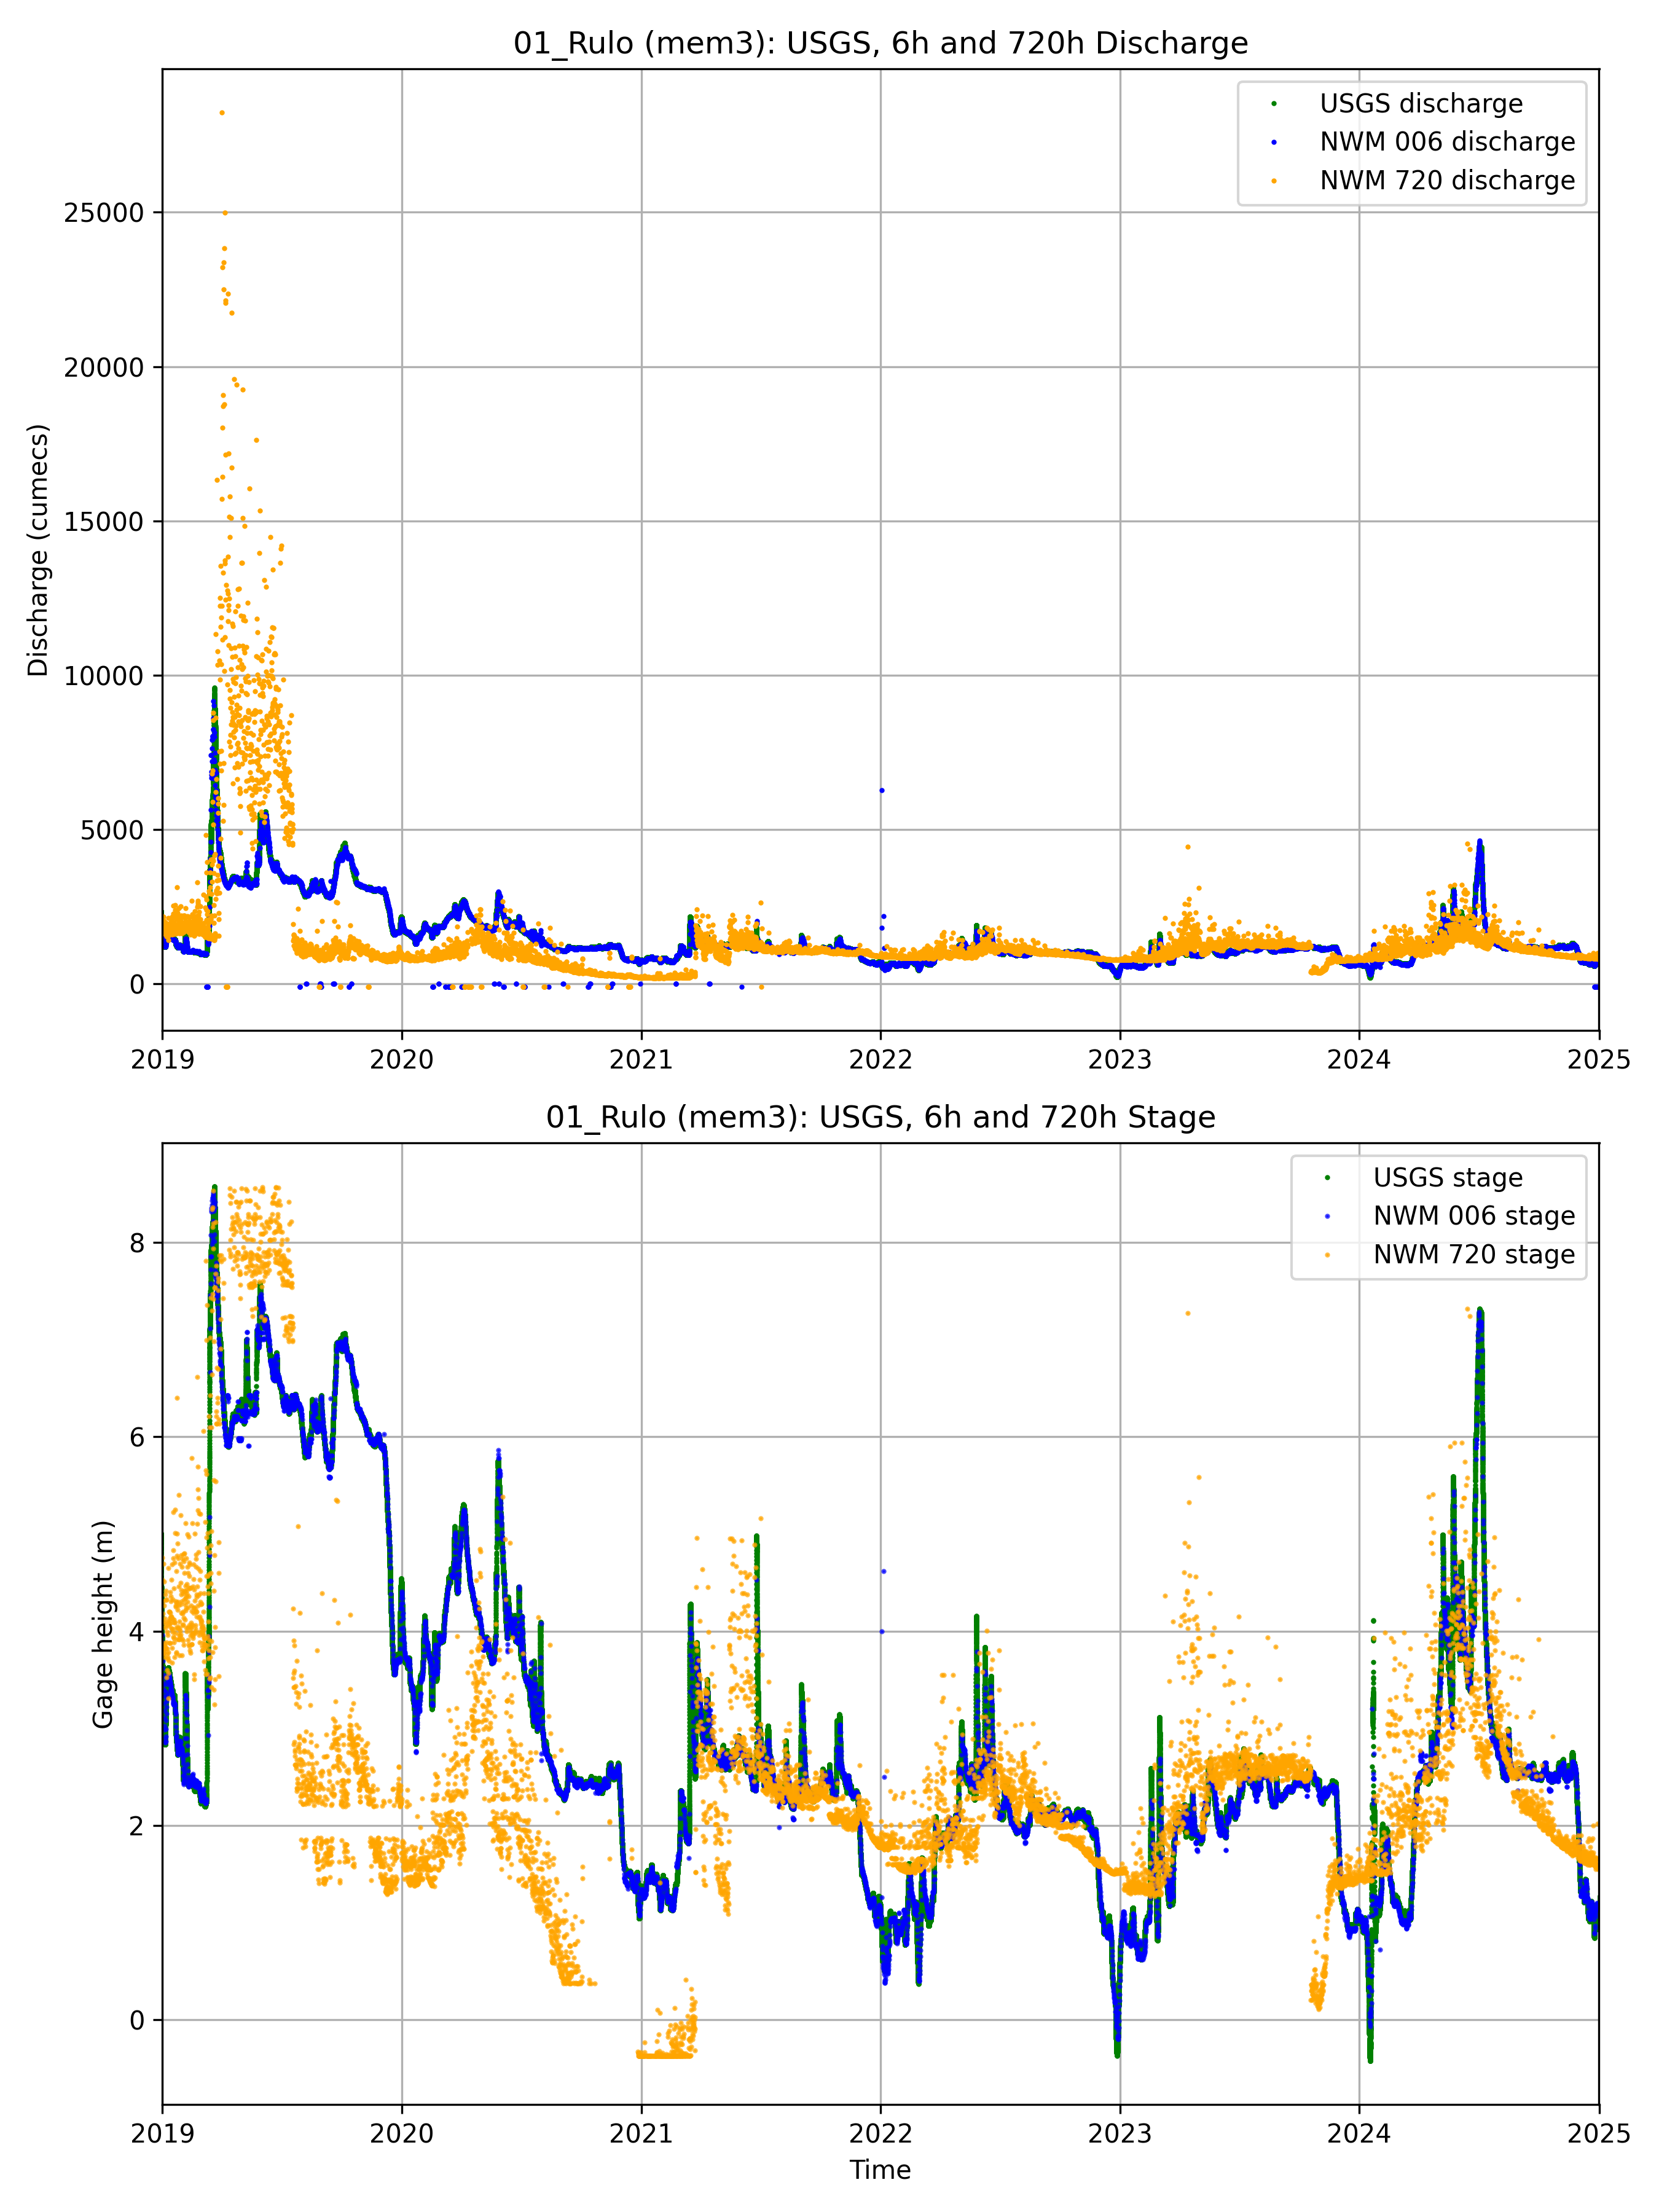 01_Rulo (mem3): USGS, 6h and 720h Discharge
USGS discharge
NWM 006 discharge
NWM 720 discharge
Discharge (cumecs)
25000
20000
15000
10000
5000
0
2019 2020 2021 2022 2023 2024 2025
01_Rulo (mem3): USGS, 6h and 720h Stage
USGS stage
NWM 006 stage
NWM 720 stage
Gage height (m)
8
6
4
2
0
2019 2020 2021 2022 2023 2024 2025
Time